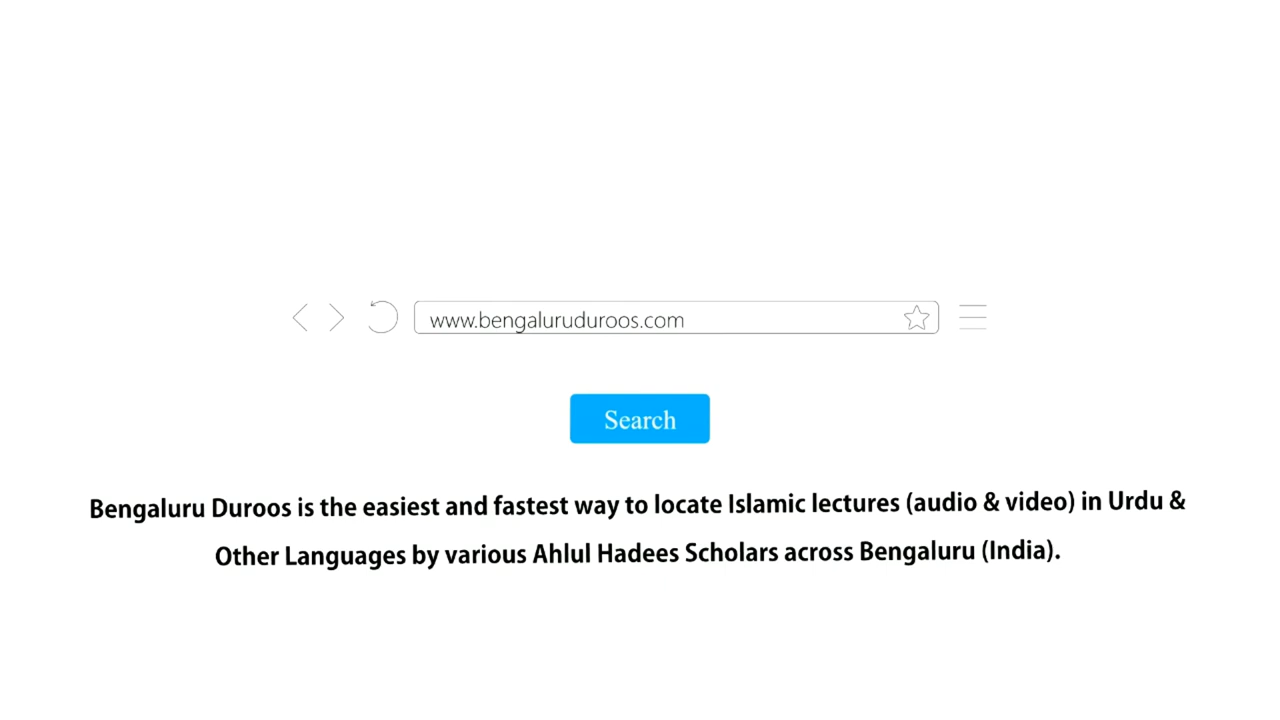 www.bengaluruduroos.com
Search
Bengaluru Duroos is the easiest and fastest way to locate Islamic lectures (audio & video) in Urdu &
Other Languages by various Ahlul Hadees Scholars across Bengaluru (India).